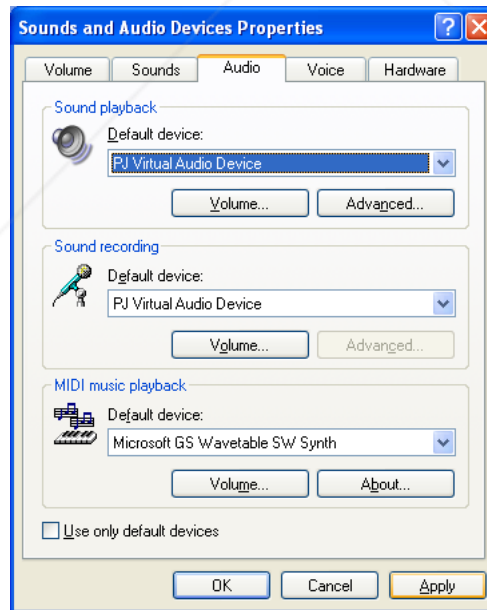 Sounds and Audio Devices Properties
Volume Sounds Audio Voice Hardware
Sound playback
Default device:
PJ Virtual Audio Device
Volume... Advanced...
Sound recording
Default device:
PJ Virtual Audio Device
Volume... Advanced...
MIDI music playback
Default device:
Microsoft GS Wavetable SW Synth
Volume... About...
Use only default devices
OK Cancel Apply